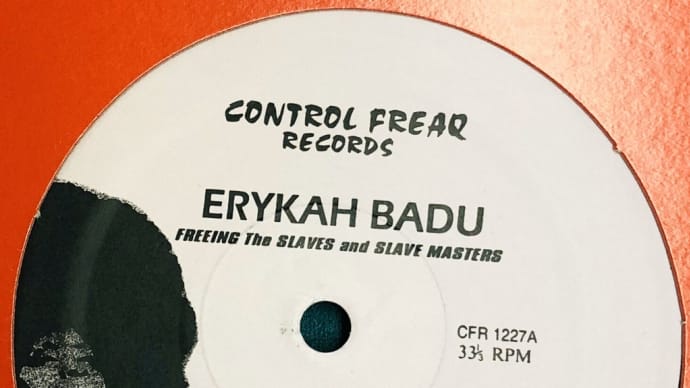 CONTROL FREAQ
RECORDS
ERYKAH BADU
FREEING The SLAVES and SLAVE MASTERS
CFR 1227A
33⅓ RPM